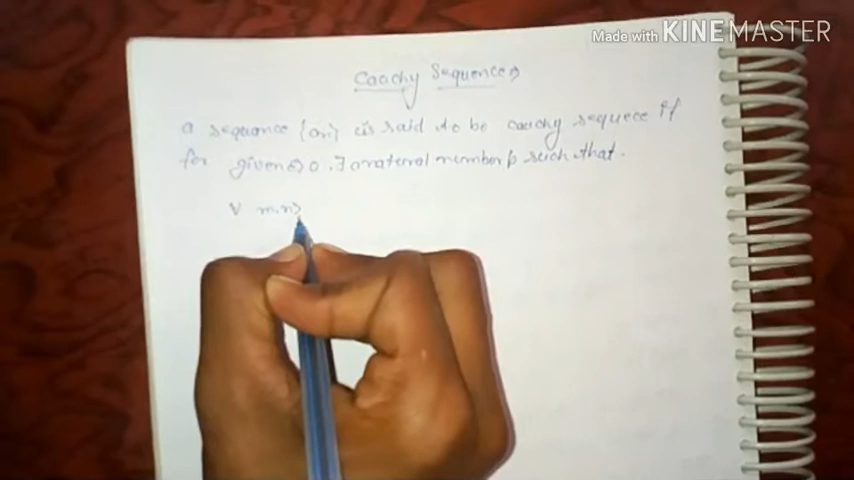 Made with KINEMASTER
Cauchy Sequence →
a sequence {an} is said to be cauchy sequece if
for given ε>0 . ∃ a natural number p such that.
∀ m,n>